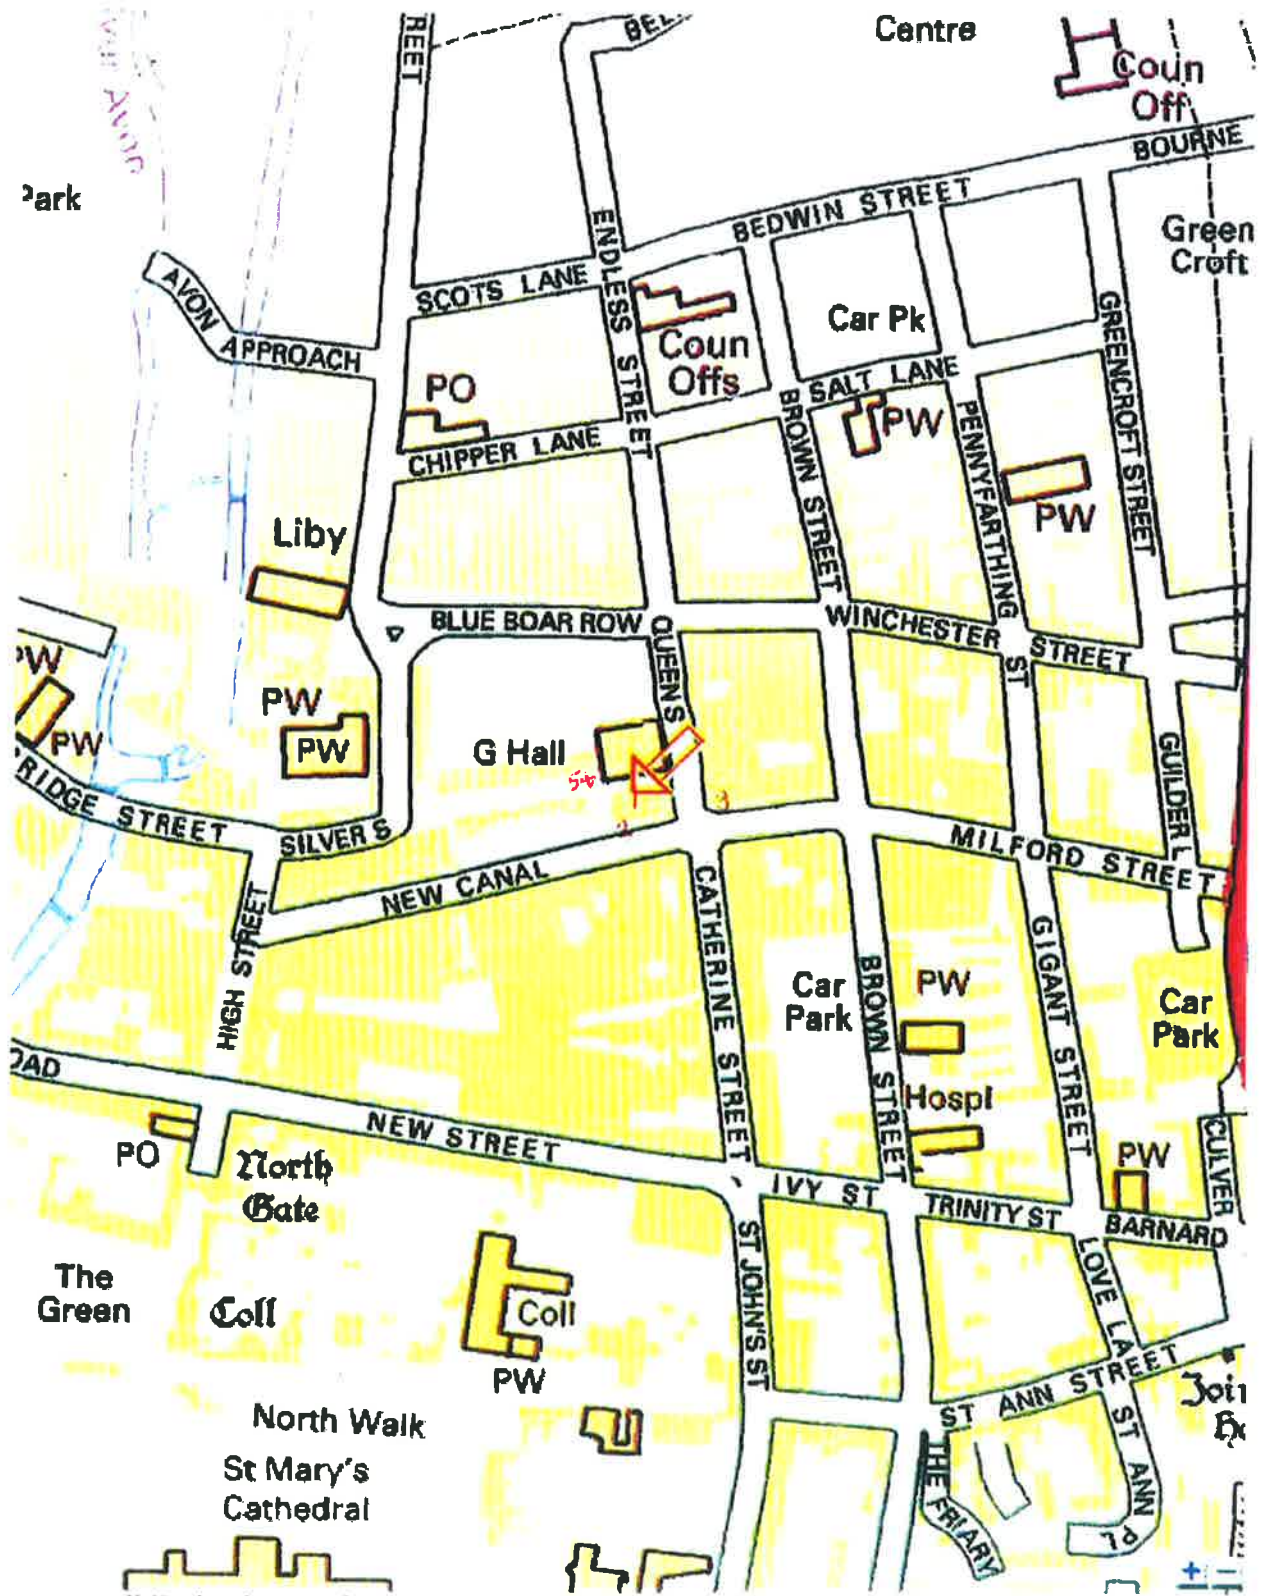 REET
BEL
Centre
Coun
Off
BOURNE
Avon
Park
ENDLESS STREET
BEDWIN STREET
Green
Croft
AVON
APPROACH
SCOTS LANE
Coun
Offs
Car Pk
GREENCROFT STREET
PO
SALT LANE
PW
BROWN STREET
PENNYFARTHING
ST
CHIPPER LANE
PW
Liby
BLUE BOAR ROW
QUEEN S
WINCHESTER STREET
PW
PW
PW
PW
G Hall
GUILDER L
RIDGE STREET
SILVER S
MILFORD STREET
NEW CANAL
HIGH STREET
CATHERINE STREET
Car
Park
BROWN STREET
PW
GIGANT STREET
Car
Park
OAD
Hospl
NEW STREET
PO
North
Gate
PW
CULVER
IVY ST
TRINITY ST
BARNARD
The
Green
Coll
Coll
PW
ST JOHN'S ST
LOVE LA
ST ANN STREET
North Walk
St Mary's
Cathedral
THE FRIARY
ST ANN
PL